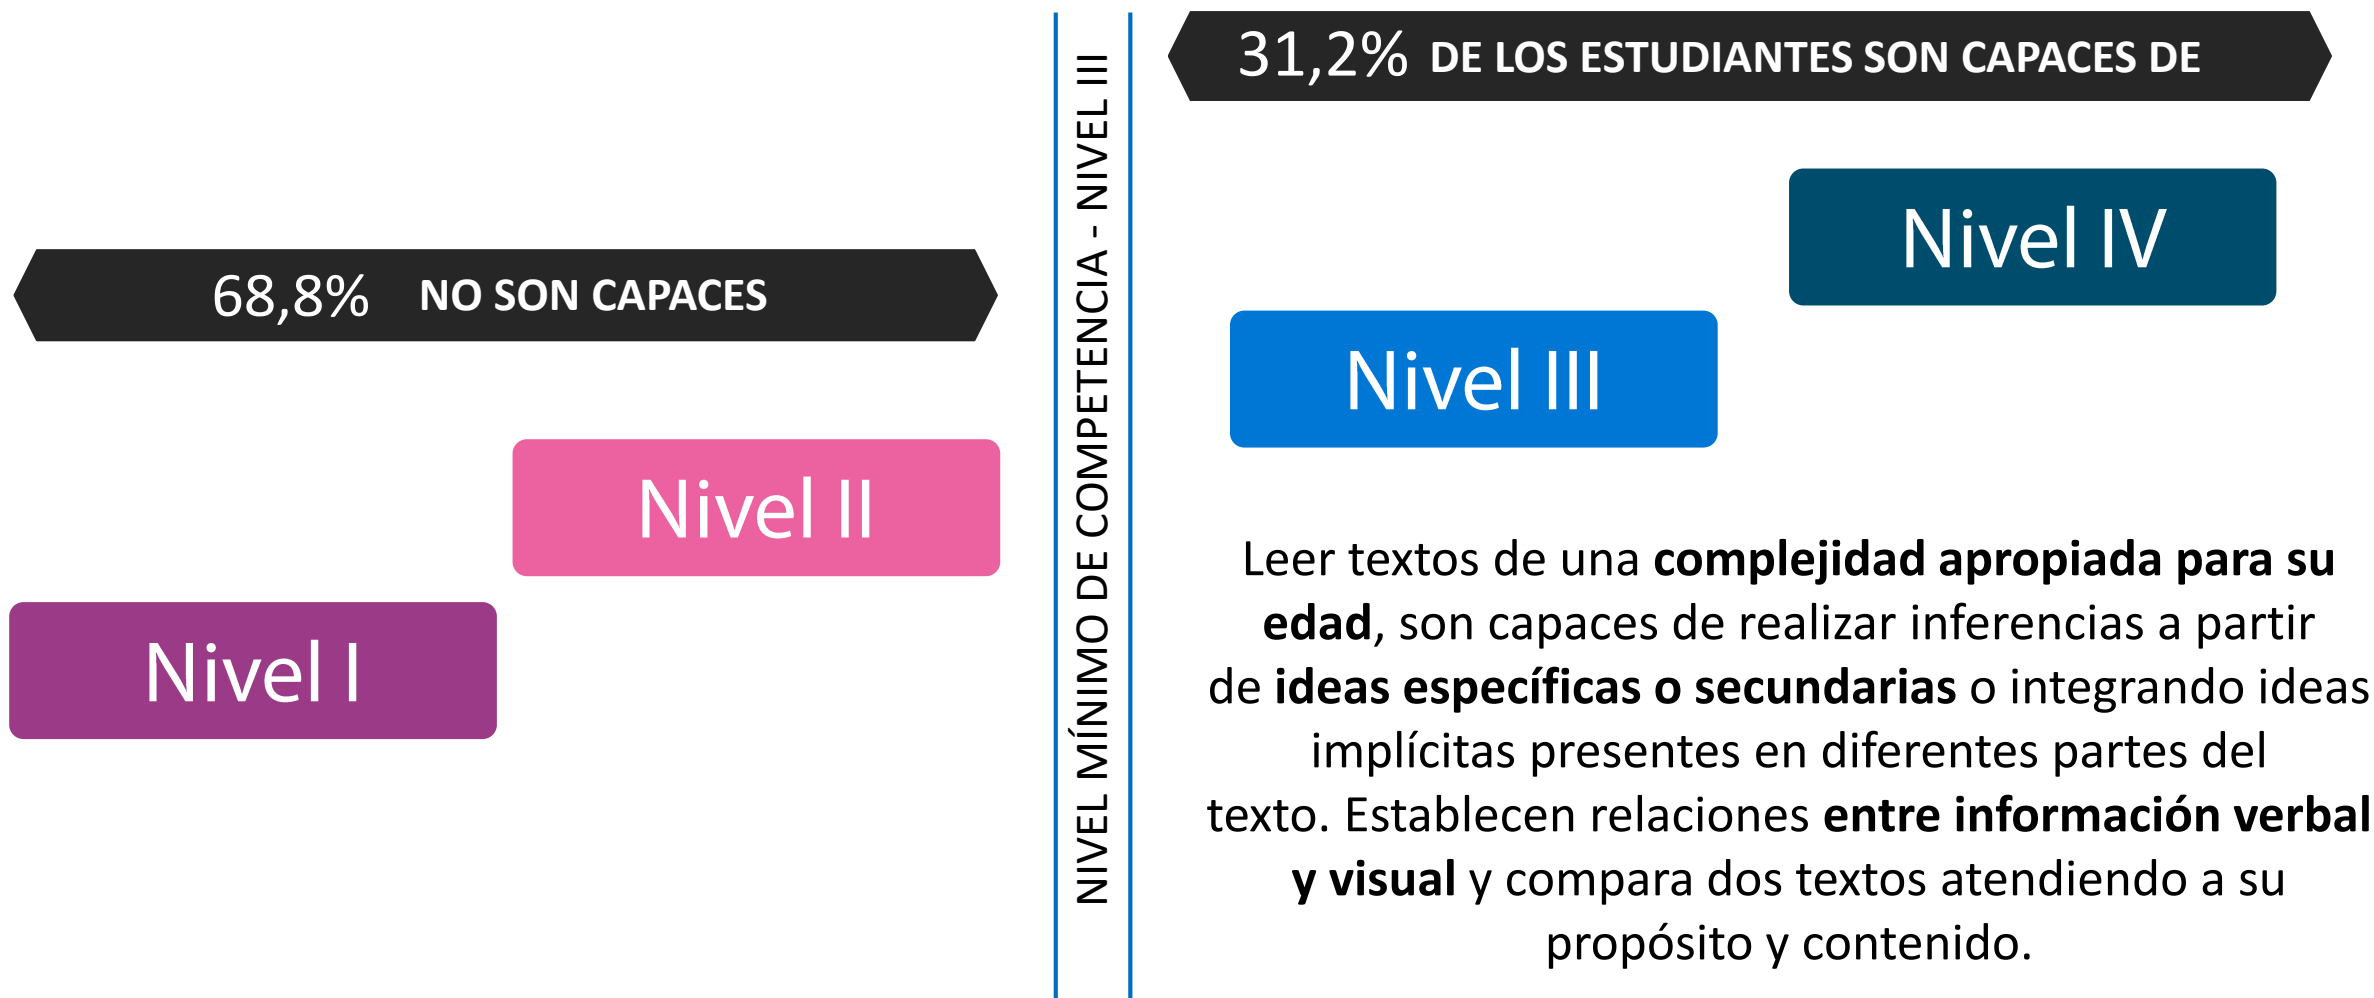 68,8% NO SON CAPACES
Nivel II
Nivel I
NIVEL MÍNIMO DE COMPETENCIA - NIVEL III
31,2% DE LOS ESTUDIANTES SON CAPACES DE
Nivel IV
Nivel III
Leer textos de una complejidad apropiada para su
edad, son capaces de realizar inferencias a partir
de ideas específicas o secundarias o integrando ideas
implícitas presentes en diferentes partes del
texto. Establecen relaciones entre información verbal
y visual y compara dos textos atendiendo a su
propósito y contenido.